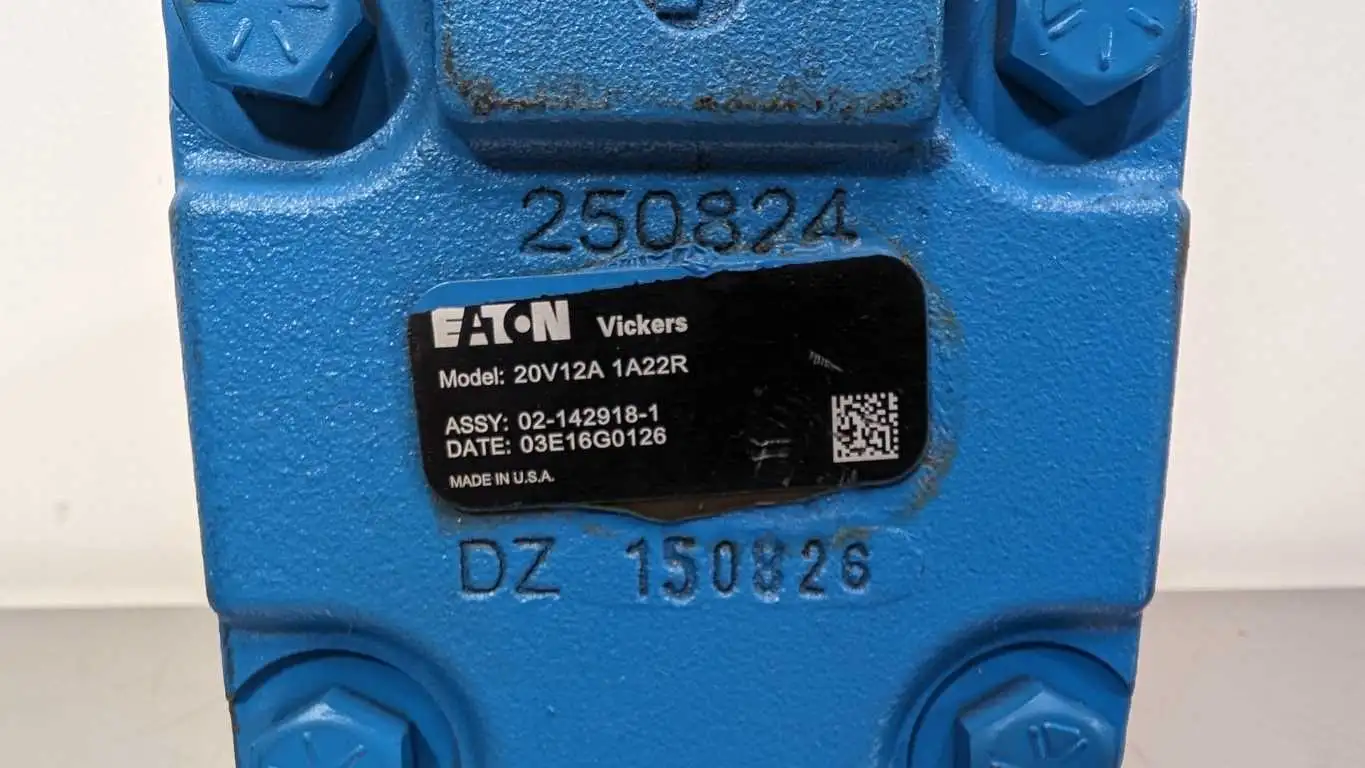 250824
EATON Vickers
Model: 20V12A 1A22R
ASSY: 02-142918-1
DATE: 03E16G0126
MADE IN U.S.A.
DZ 150826